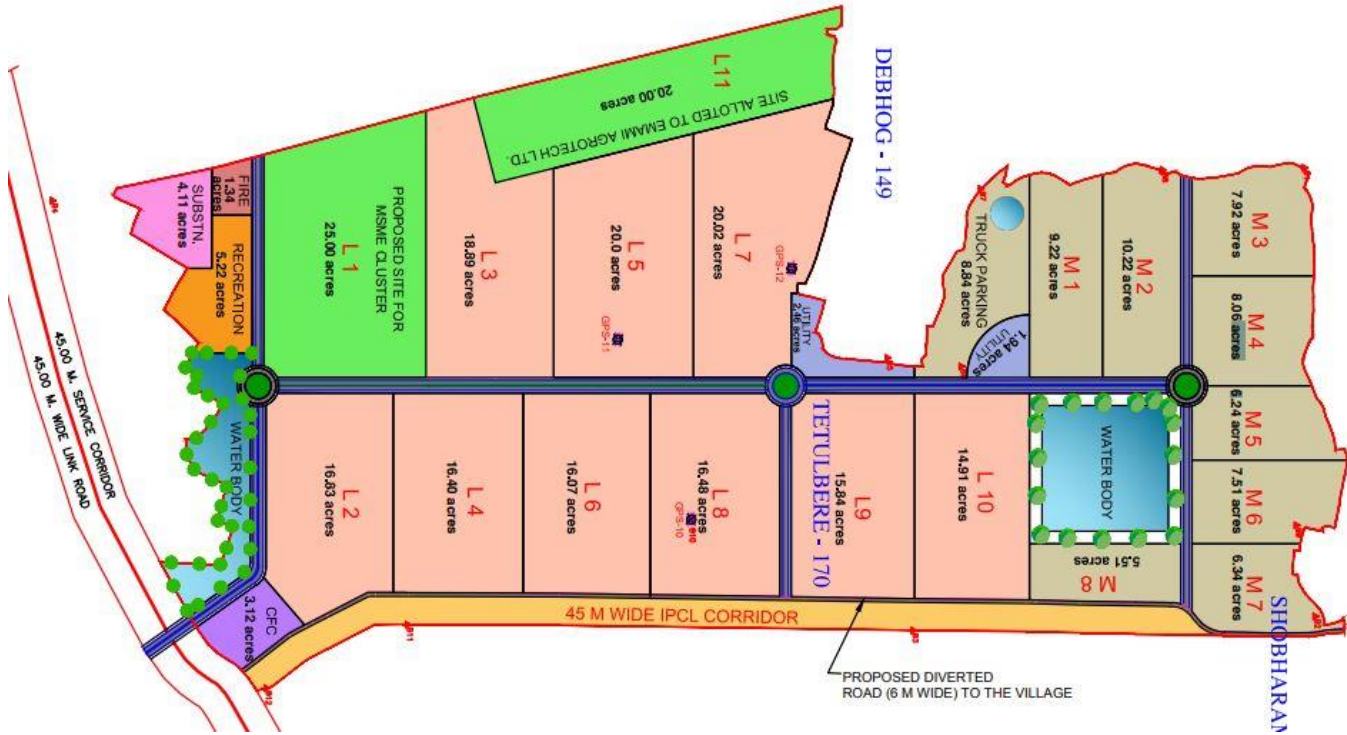 L11
20.00 acres
SITE ALLOTED TO EMAMI AGROTECH LTD.
DEBHOG - 149
FIRE
1.34
acres
SUBSTN.
4.11 acres
RECREATION
5.22 acres
PROPOSED SITE FOR
MSME CLUSTER
L 1
25.00 acres
L 3
18.89 acres
L 5
20.0 acres
GPS-11
L 7
20.02 acres
GPS-12
UTILITY
2.46 acres
TRUCK PARKING
8.84 acres
UTILITY
1.94 acres
M 1
9.22 acres
M 2
10.22 acres
M 3
7.92 acres
M 4
8.06 acres
M 5
6.24 acres
M 6
7.51 acres
M 7
6.34 acres
45.00 M. SERVICE CORRIDOR
45.00 M. WIDE LINK ROAD
WATER BODY
L 2
16.83 acres
L 4
16.40 acres
L 6
16.07 acres
L 8
16.48 acres
GPS-10
TETULBERE - 170
L9
15.84 acres
L 10
14.91 acres
WATER BODY
M 8
5.51 acres
SHOBHARAM
CFC
3.12 acres
45 M WIDE IPCL CORRIDOR
PROPOSED DIVERTED
ROAD (6 M WIDE) TO THE VILLAGE